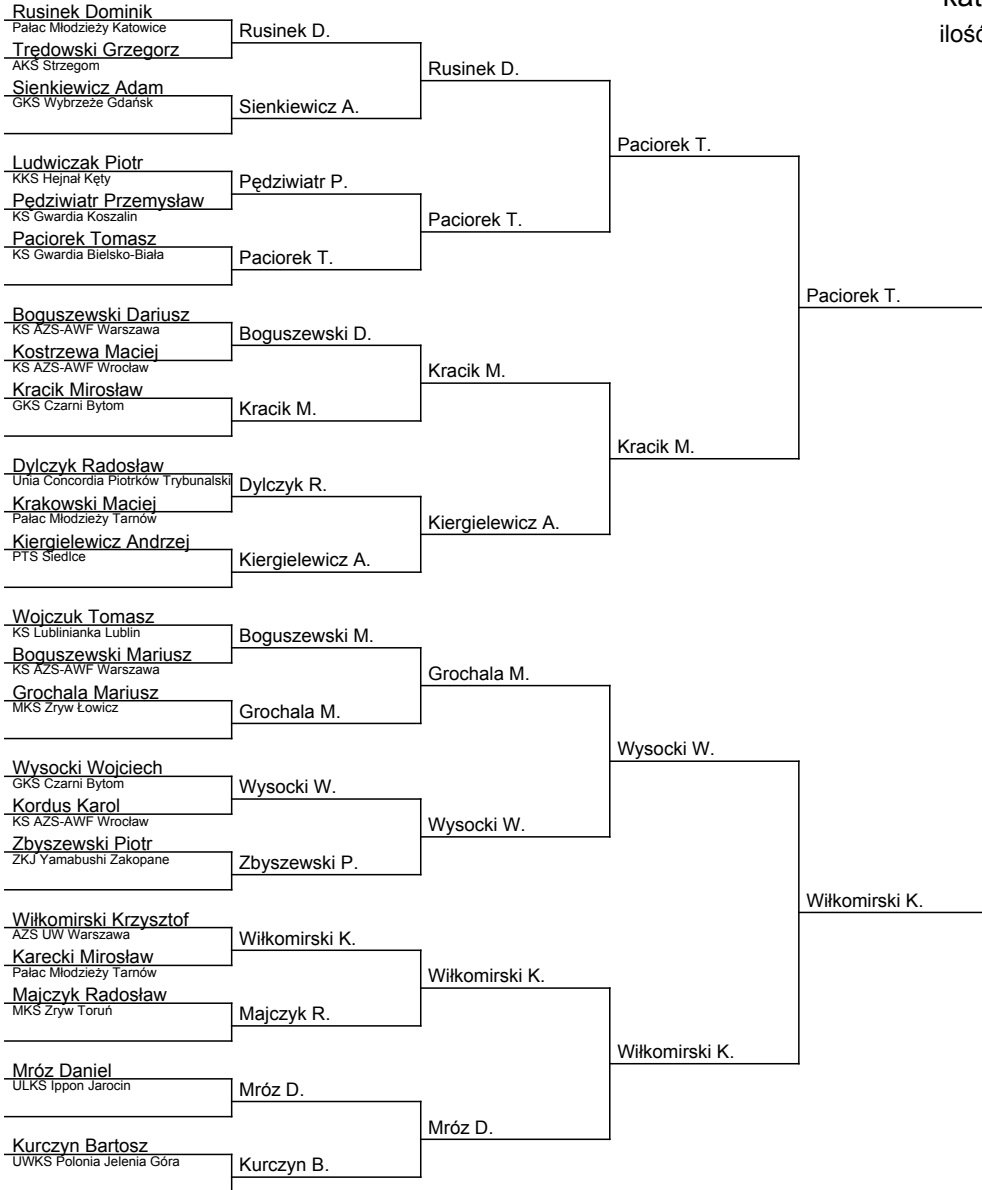 Rusinek Dominik
Pałac Młodzieży Katowice
Trędowski Grzegorz
AKS Strzegom
Sienkiewicz Adam
GKS Wybrzeże Gdańsk
Ludwiczak Piotr
KKS Hejnał Kęty
Pędziwiatr Przemysław
KS Gwardia Koszalin
Paciorek Tomasz
KS Gwardia Bielsko-Biała
Boguszewski Dariusz
KS AZS-AWF Warszawa
Kostrzewa Maciej
KS AZS-AWF Wrocław
Kracik Mirosław
GKS Czarni Bytom
Dylczyk Radosław
Unia Concordia Piotrków Trybunalski
Krakowski Maciej
Pałac Młodzieży Tarnów
Kiergielewicz Andrzej
PTS Siedlce
Wojczuk Tomasz
KS Lublinianka Lublin
Boguszewski Mariusz
KS AZS-AWF Warszawa
Grochala Mariusz
MKS Zryw Łowicz
Wysocki Wojciech
GKS Czarni Bytom
Kordus Karol
KS AZS-AWF Wrocław
Zbyszewski Piotr
ZKJ Yamabushi Zakopane
Wiłkomirski Krzysztof
AZS UW Warszawa
Karecki Mirosław
Pałac Młodzieży Tarnów
Majczyk Radosław
MKS Zryw Toruń
Mróz Daniel
ULKS Ippon Jarocin
Kurczyn Bartosz
UWKS Polonia Jelenia Góra
Rusinek D.
Sienkiewicz A.
Pędziwiatr P.
Paciorek T.
Boguszewski D.
Kracik M.
Dylczyk R.
Kiergielewicz A.
Boguszewski M.
Grochala M.
Wysocki W.
Zbyszewski P.
Wiłkomirski K.
Majczyk R.
Mróz D.
Kurczyn B.
Rusinek D.
Paciorek T.
Kracik M.
Kiergielewicz A.
Grochala M.
Wysocki W.
Wiłkomirski K.
Mróz D.
Paciorek T.
Kracik M.
Wysocki W.
Wiłkomirski K.
Paciorek T.
Wiłkomirski K.